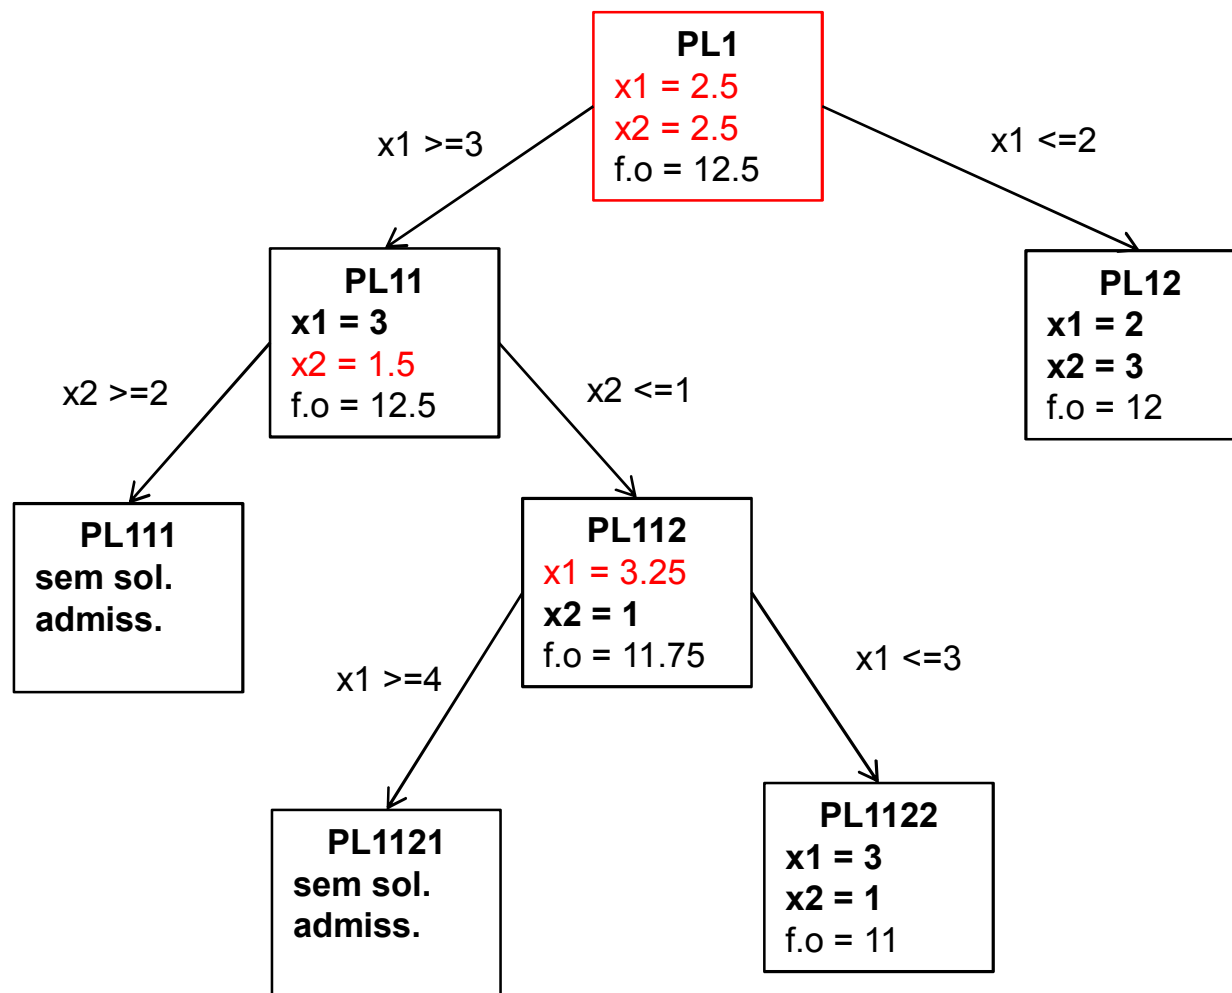 PL1
x1 = 2.5
x2 = 2.5
f.o = 12.5
x1 >=3
x1 <=2
PL11
x1 = 3
x2 = 1.5
f.o = 12.5
PL12
x1 = 2
x2 = 3
f.o = 12
x2 >=2
x2 <=1
PL111
sem sol.
admiss.
PL112
x1 = 3.25
x2 = 1
f.o = 11.75
x1 >=4
x1 <=3
PL1121
sem sol.
admiss.
PL1122
x1 = 3
x2 = 1
f.o = 11